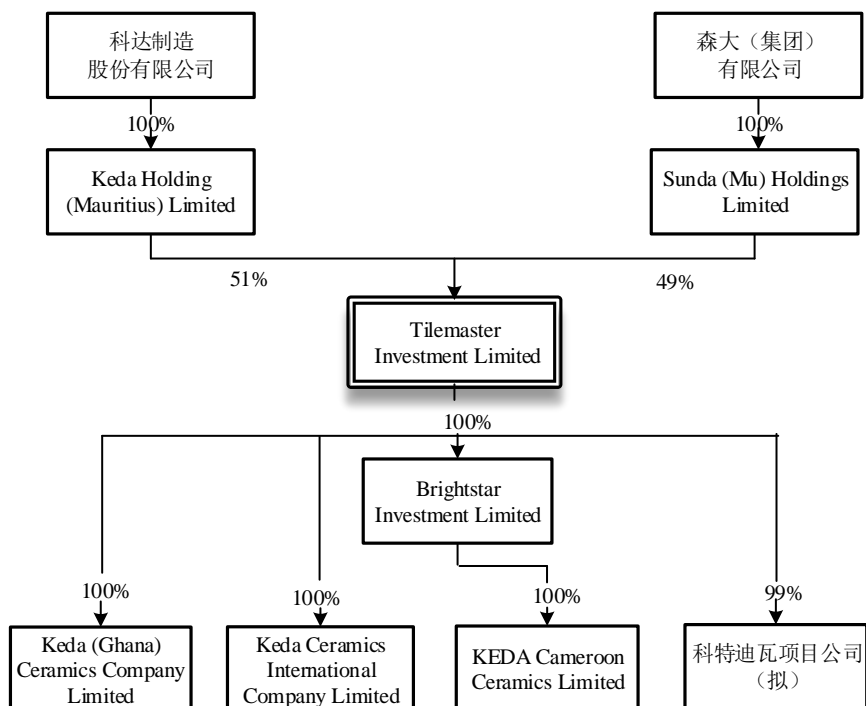 科达制造
股份有限公司
森大（集团）
有限公司
100%
100%
Keda Holding
(Mauritius) Limited
Sunda (Mu) Holdings
Limited
51%
49%
Tilemaster
Investment Limited
100%
Brightstar
Investment Limited
100%
100%
100%
99%
Keda (Ghana)
Ceramics Company
Limited
Keda Ceramics
International
Company Limited
KEDA Cameroon
Ceramics Limited
科特迪瓦项目公司
（拟）